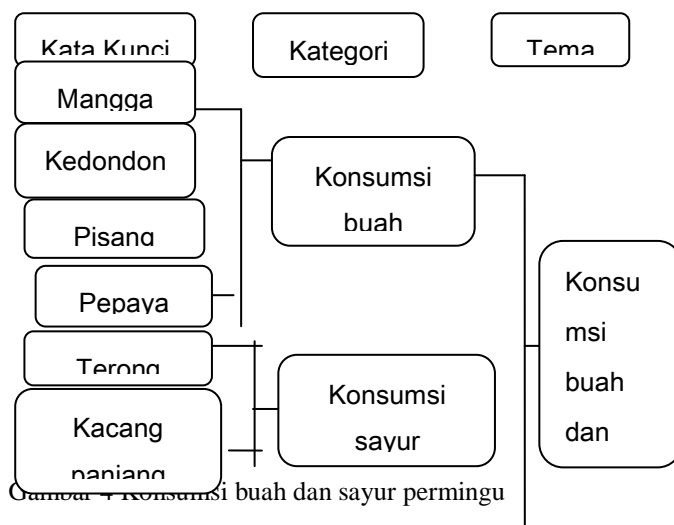 Kata Kunci
Kategori
Tema
Mangga
Kedondon
Pisang
Pepaya
Terong
Kacang
panjang
Konsumsi
buah
Konsumsi
sayur
Konsu
msi
buah
dan
Gambar 4 Konsumsi buah dan sayur permingu